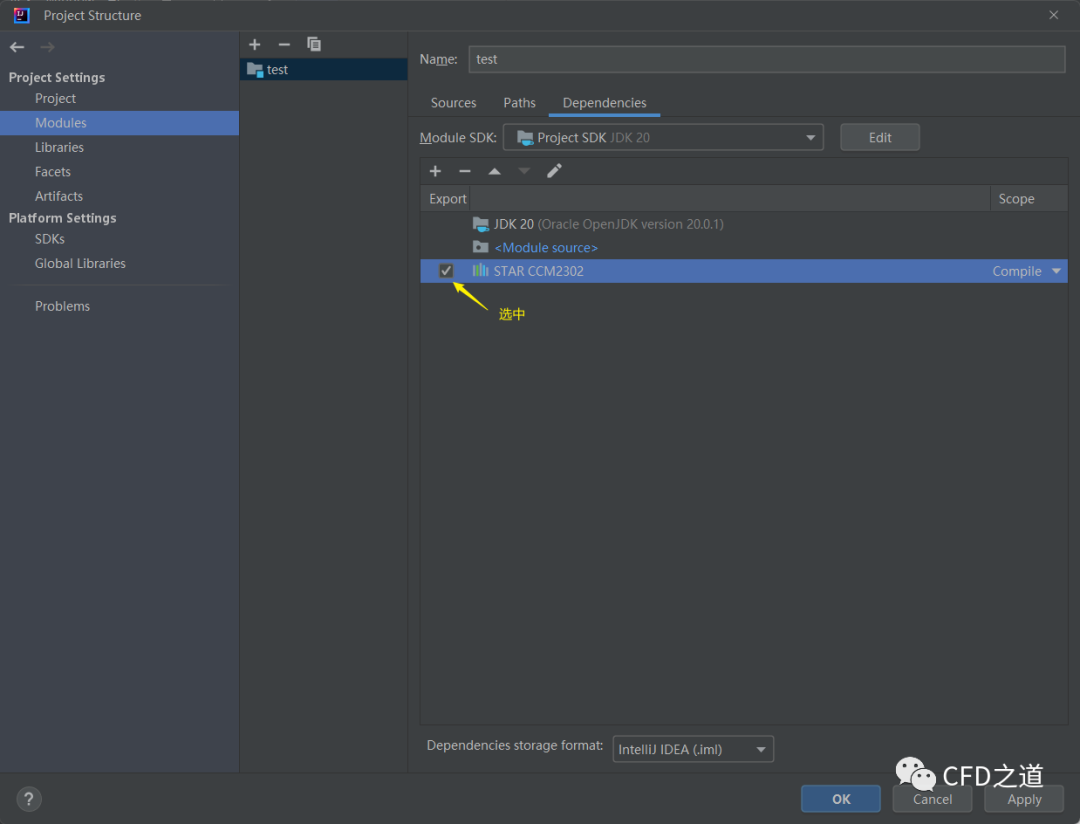 Project Structure
Project Settings
Project
Modules
Libraries
Facets
Artifacts
Platform Settings
SDKs
Global Libraries
Problems
test
Name: test
Sources Paths Dependencies
Module SDK: Project SDK JDK 20 Edit
Export Scope
JDK 20 (Oracle OpenJDK version 20.0.1)
<Module source>
STAR CCM2302 Compile
选中
Dependencies storage format: IntelliJ IDEA (.iml)
CFD之道
? OK Cancel Apply